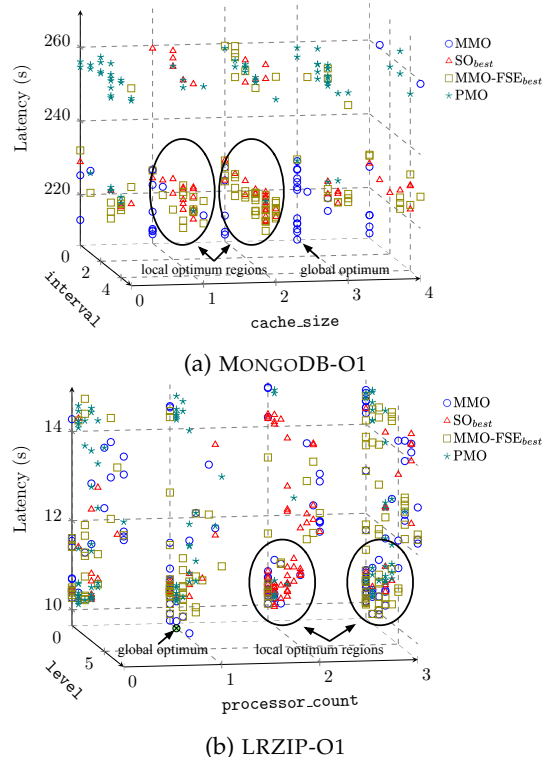 260
240
220
0
2
4
0
1
2
3
4
Latency (s)
interval
cache_size
MMO
SO_best
MMO-FSE_best
PMO
local optimum regions
global optimum
(a) MONGODB-O1
14
12
10
0
5
0
1
2
3
Latency (s)
level
processor_count
MMO
SO_best
MMO-FSE_best
PMO
global optimum
local optimum regions
(b) LRZIP-O1